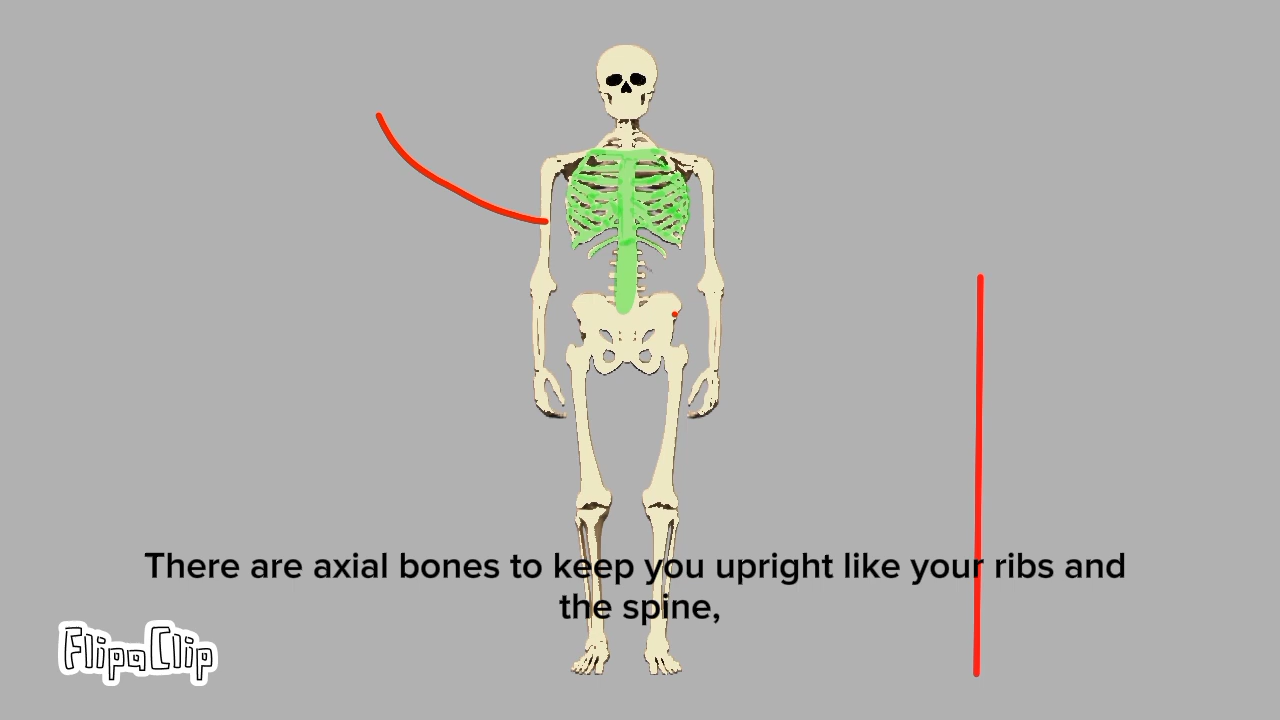 There are axial bones to keep you upright like your ribs and
the spine,
FlipaClip